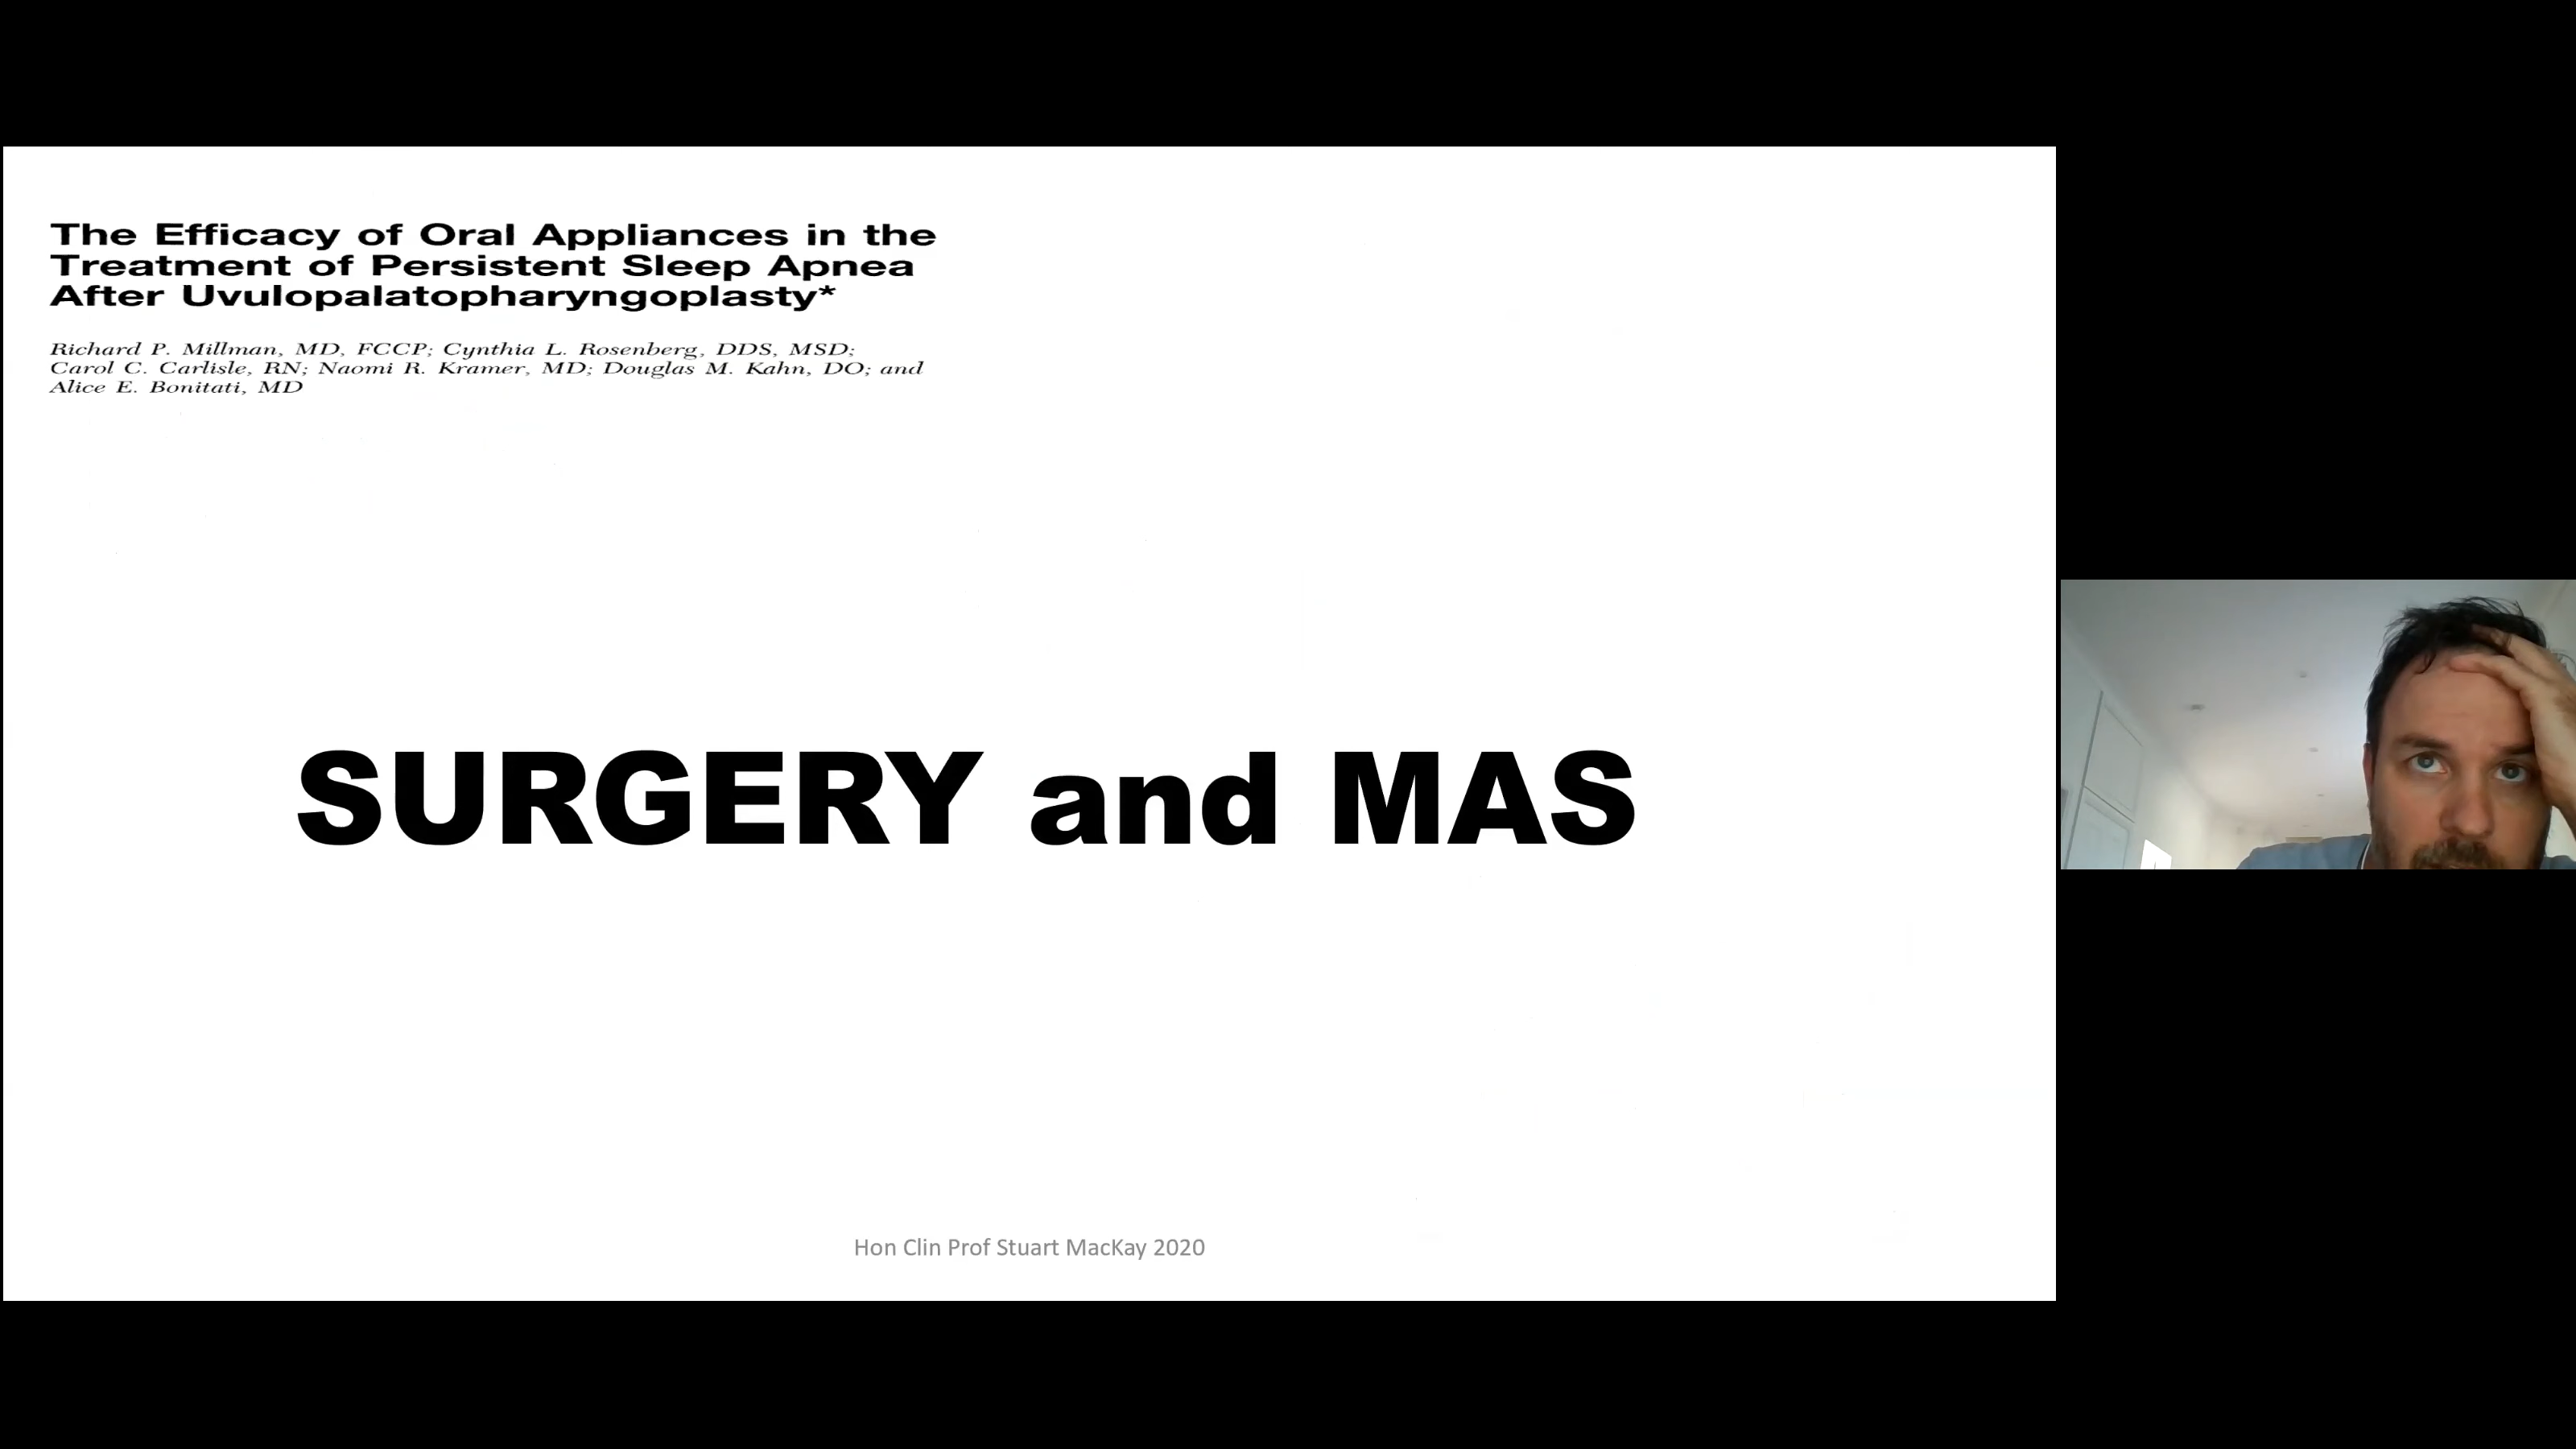 The Efficacy of Oral Appliances in the
Treatment of Persistent Sleep Apnea
After Uvulopalatopharyngoplasty*
Richard P. Millman, MD, FCCP; Cynthia L. Rosenberg, DDS, MSD;
Carol C. Carlisle, RN; Naomi R. Kramer, MD; Douglas M. Kahn, DO; and
Alice E. Bonitati, MD
SURGERY and MAS
Hon Clin Prof Stuart MacKay 2020